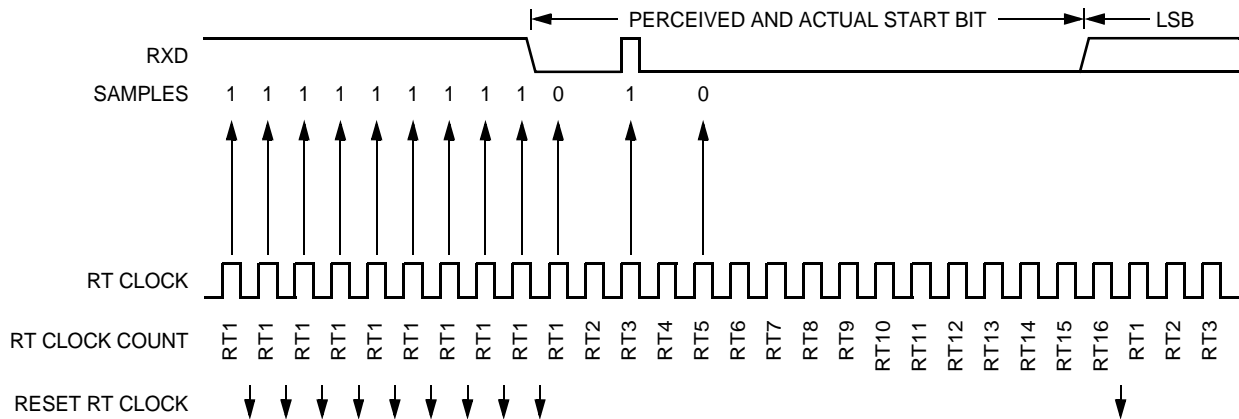 PERCEIVED AND ACTUAL START BIT LSB
RXD
SAMPLES 1 1 1 1 1 1 1 1 1 0 1 0
RT CLOCK
RT CLOCK COUNT RT1 RT1 RT1 RT1 RT1 RT1 RT1 RT1 RT1 RT1 RT2 RT3 RT4 RT5 RT6 RT7 RT8 RT9 RT10 RT11 RT12 RT13 RT14 RT15 RT16 RT1 RT2 RT3
RESET RT CLOCK